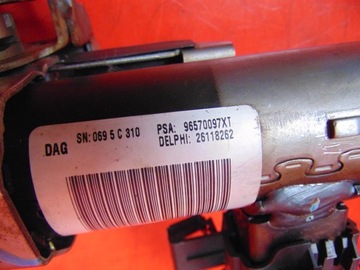 DAG SN: 069 5 C 310 PSA: 96570097XT
DELPHI: 26118262